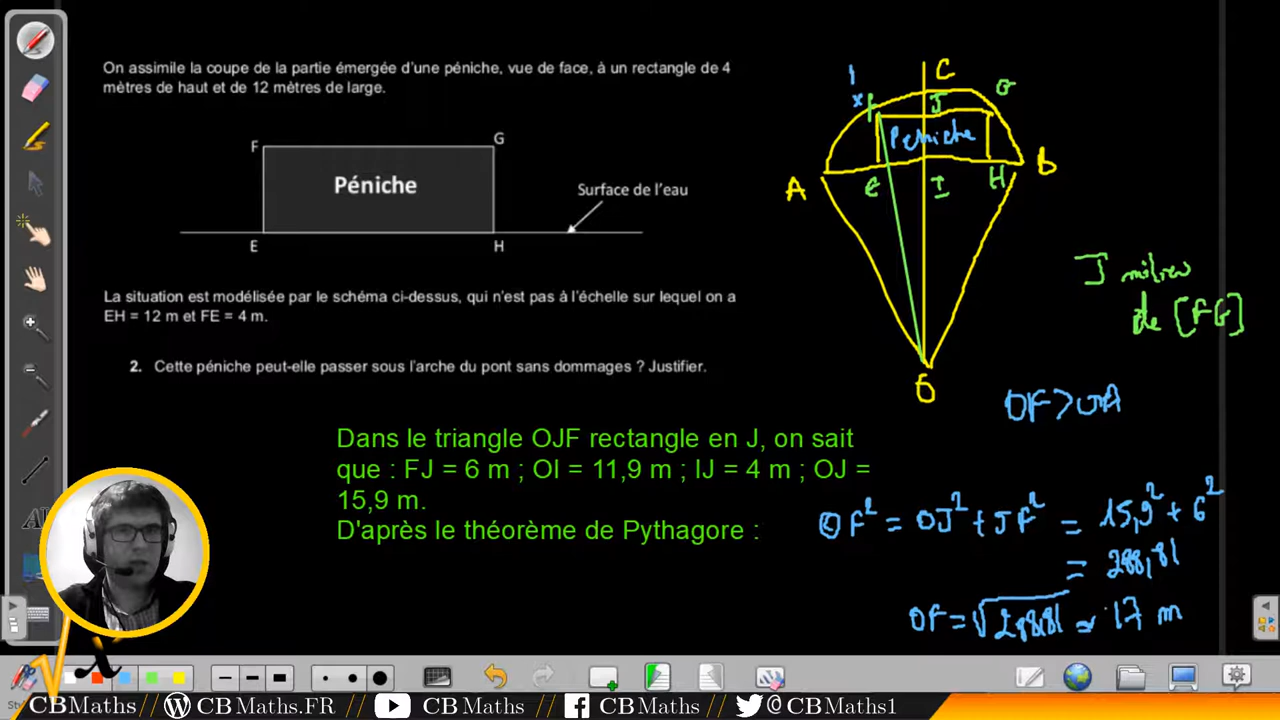 On assimile la coupe de la partie émergée d'une péniche, vue de face, à un rectangle de 4
mètres de haut et de 12 mètres de large.
F
G
Péniche
Surface de l'eau
E
H
La situation est modélisée par le schéma ci-dessus, qui n'est pas à l'échelle sur lequel on a
EH = 12 m et FE = 4 m.
2. Cette péniche peut-elle passer sous l'arche du pont sans dommages ? Justifier.
C
F
J
G
Peniche
A
E
I
H
B
O
J milieu
de [FG]
OF > OA
Dans le triangle OJF rectangle en J, on sait
que : FJ = 6 m ; OI = 11,9 m ; IJ = 4 m ; OJ =
15,9 m.
D'après le théorème de Pythagore :
OF² = OJ² + JF² = 15,9² + 6²
= 288,81
OF = √288,81 ≈ 17 m
CBMaths
CBMaths.FR
CBMaths
CBMaths
@CBMaths1